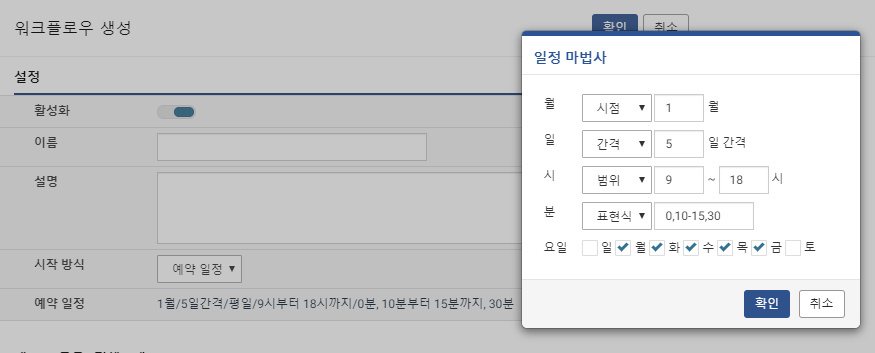 워크플로우 생성
확인 취소
설정
활성화
이름
설명
시작 방식 예약 일정
예약 일정 1월/5일간격/평일/9시부터 18시까지/0분, 10분부터 15분까지, 30분
일정 마법사
월 시점 1 월
일 간격 5 일 간격
시 범위 9 ~ 18 시
분 표현식 0,10-15,30
요일 일 월 화 수 목 금 토
확인 취소